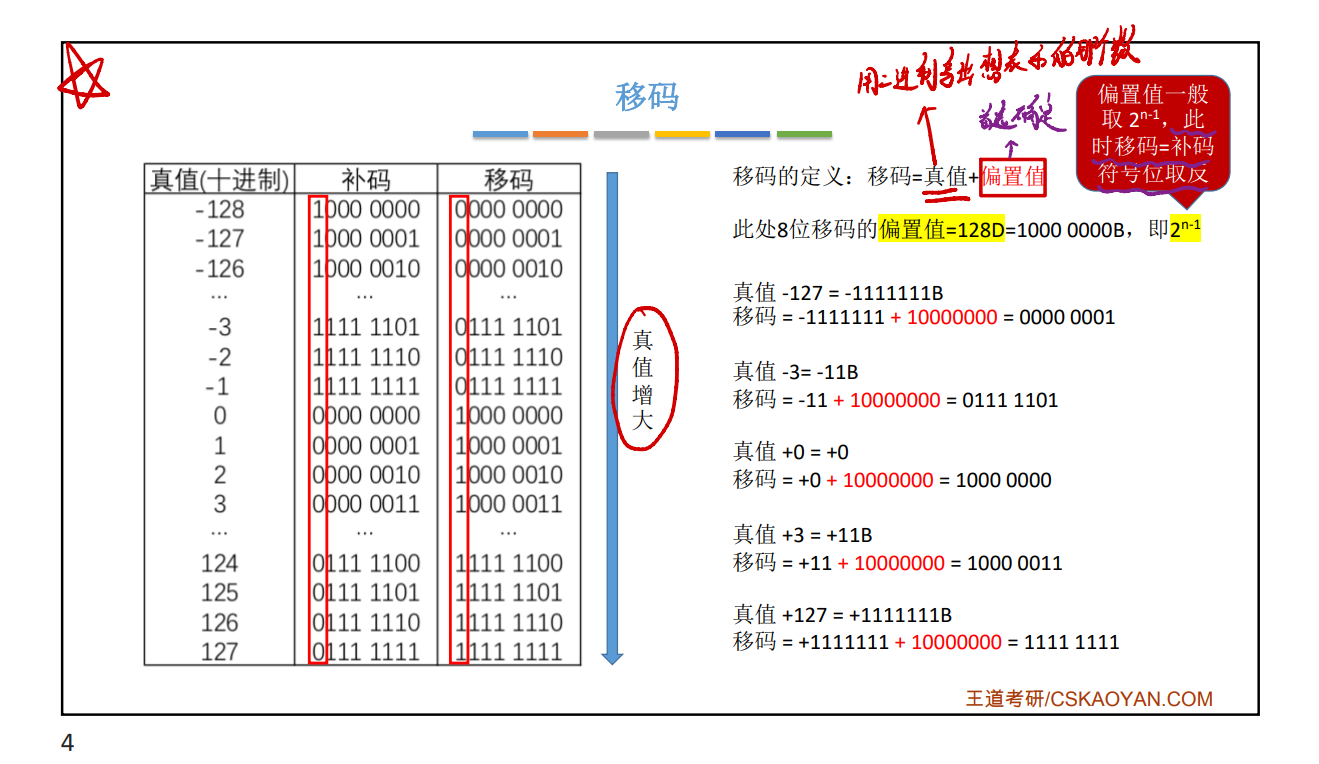 用二进制写出想表示的阶数
移码
偏置值一般
取 2ⁿ⁻¹，此
时移码=补码
符号位取反
移码的定义：移码=真值+偏置值
此处8位移码的偏置值=128D=1000 0000B，即2ⁿ⁻¹
真值(十进制) 补码 移码
-128 1000 0000 0000 0000
-127 1000 0001 0000 0001
-126 1000 0010 0000 0010
... ... ...
-3 1111 1101 0111 1101
-2 1111 1110 0111 1110
-1 1111 1111 0111 1111
0 0000 0000 1000 0000
1 0000 0001 1000 0001
2 0000 0010 1000 0010
3 0000 0011 1000 0011
... ... ...
124 0111 1100 1111 1100
125 0111 1101 1111 1101
126 0111 1110 1111 1110
127 0111 1111 1111 1111
真
值
增
大
真值 -127 = -1111111B
移码 = -1111111 + 10000000 = 0000 0001
真值 -3= -11B
移码 = -11 + 10000000 = 0111 1101
真值 +0 = +0
移码 = +0 + 10000000 = 1000 0000
真值 +3 = +11B
移码 = +11 + 10000000 = 1000 0011
真值 +127 = +1111111B
移码 = +1111111 + 10000000 = 1111 1111
王道考研/CSKAOYAN.COM
4